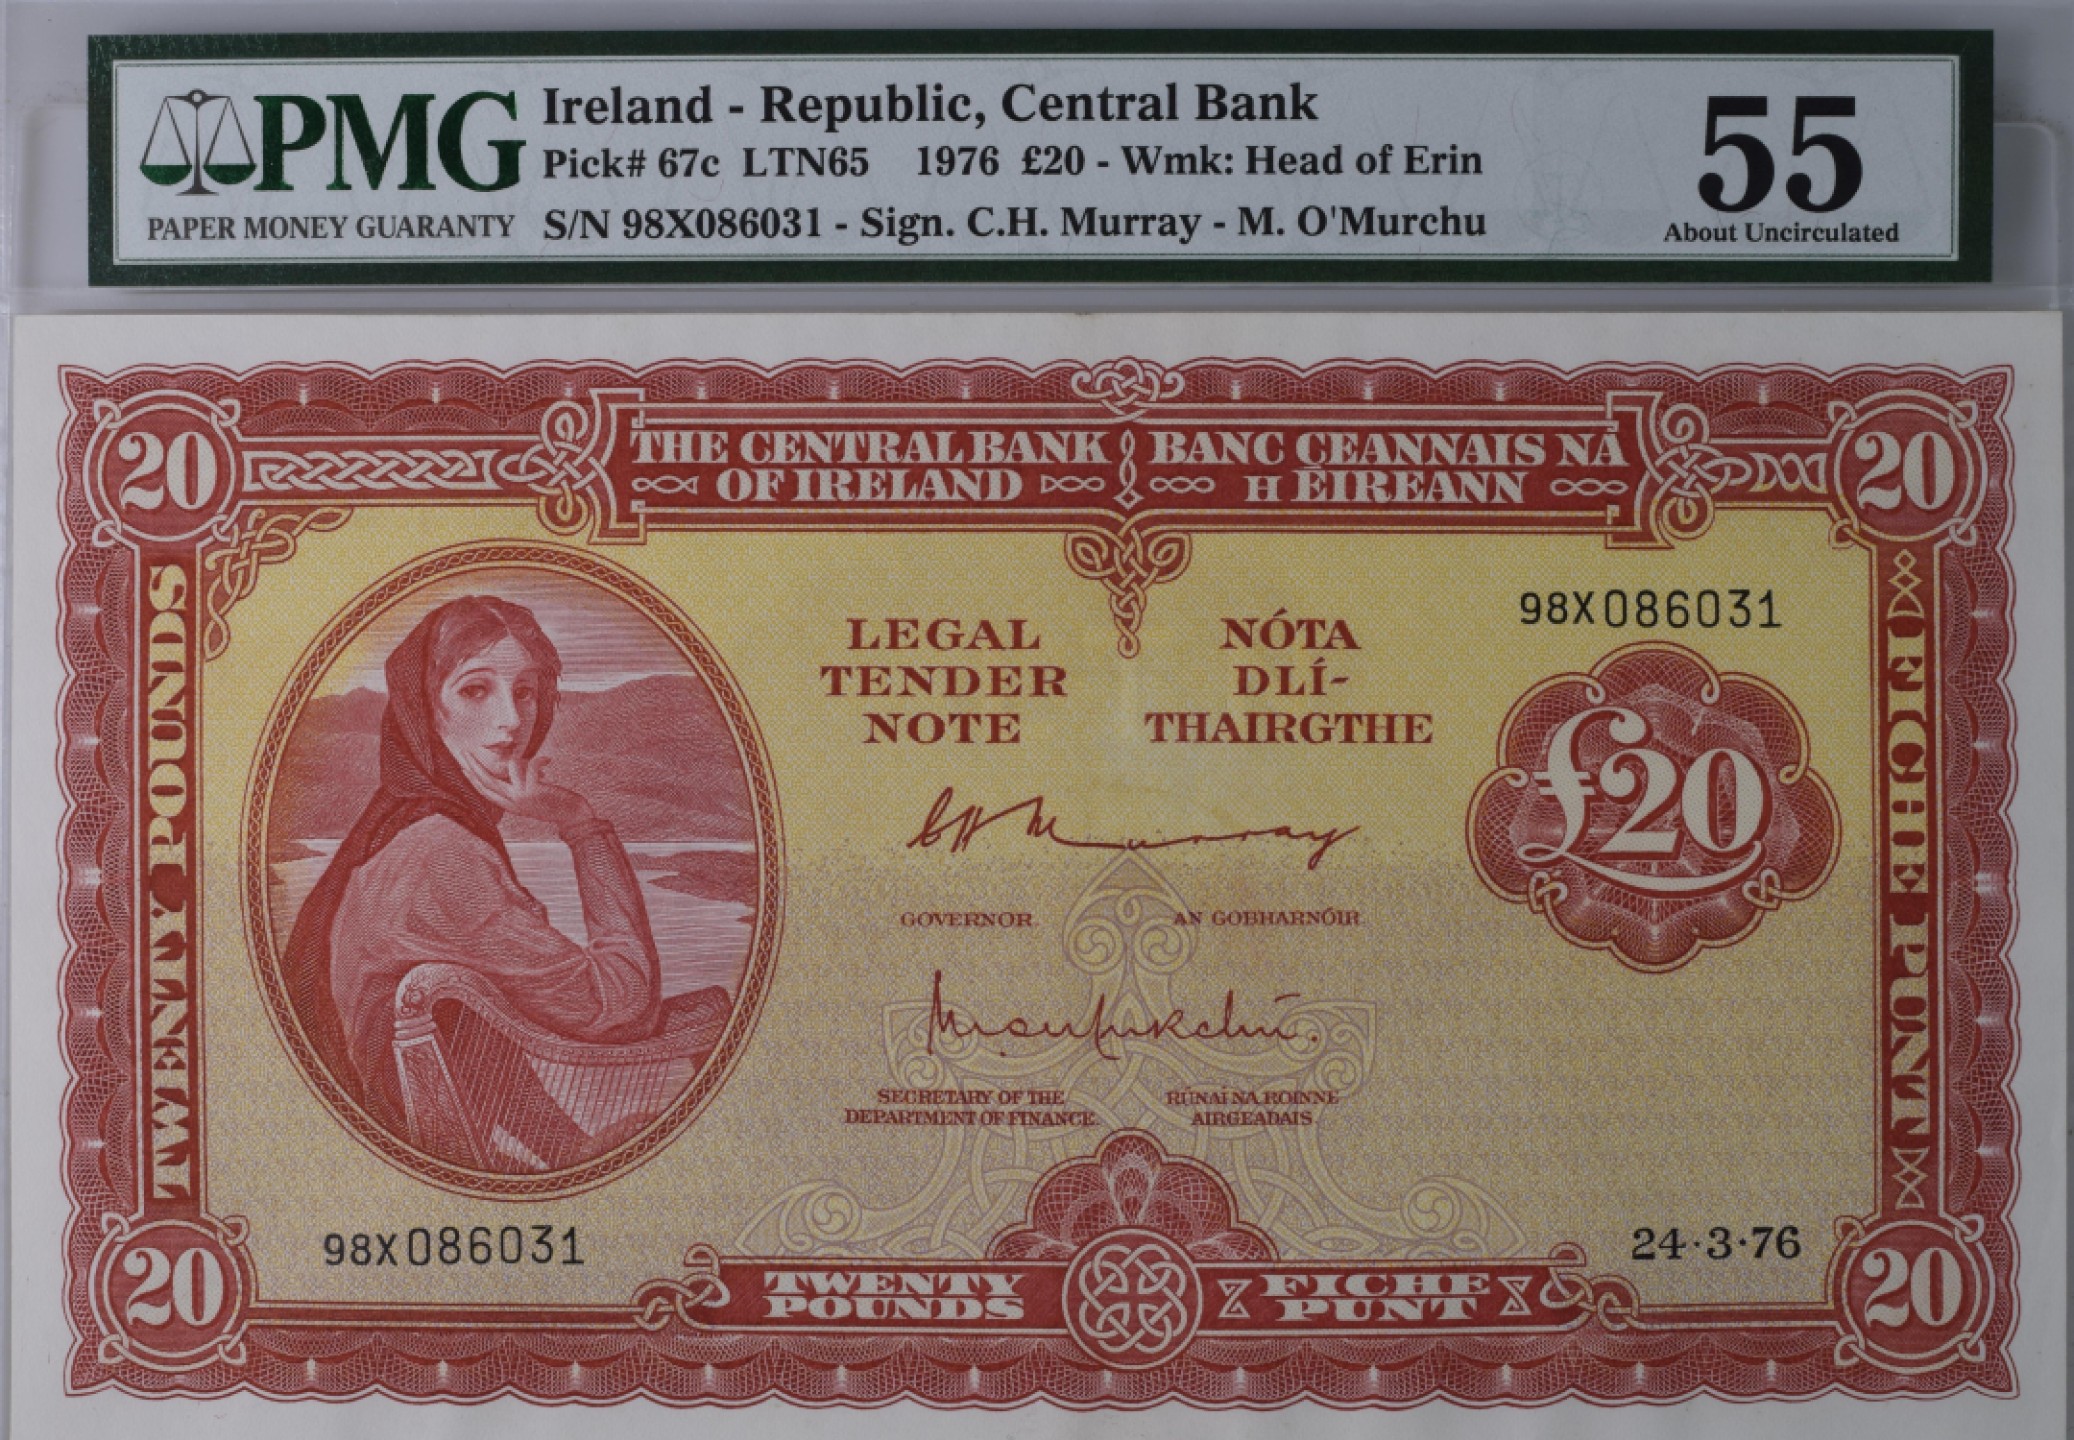 PMG
PAPER MONEY GUARANTY
Ireland - Republic, Central Bank
Pick# 67c LTN65 1976 £20 - Wmk: Head of Erin
S/N 98X086031 - Sign. C.H. Murray - M. O'Murchu
55
About Uncirculated
20
THE CENTRAL BANK OF IRELAND
BANC CEANNAIS NA H ÉIREANN
20
TWENTY POUNDS
LEGAL
TENDER
NOTE
NÓTA
DLÍ-
THAIRGTHE
98X086031
£20
FICHE PUNT
C H Murray
GOVERNOR
AN GOBHARNÓIR
M. Ó Murchú.
SECRETARY OF THE
DEPARTMENT OF FINANCE
RÚNAÍ NA ROINNE
AIRGEADAIS
98X086031
24·3·76
20
TWENTY
POUNDS
FICHE
PUNT
20